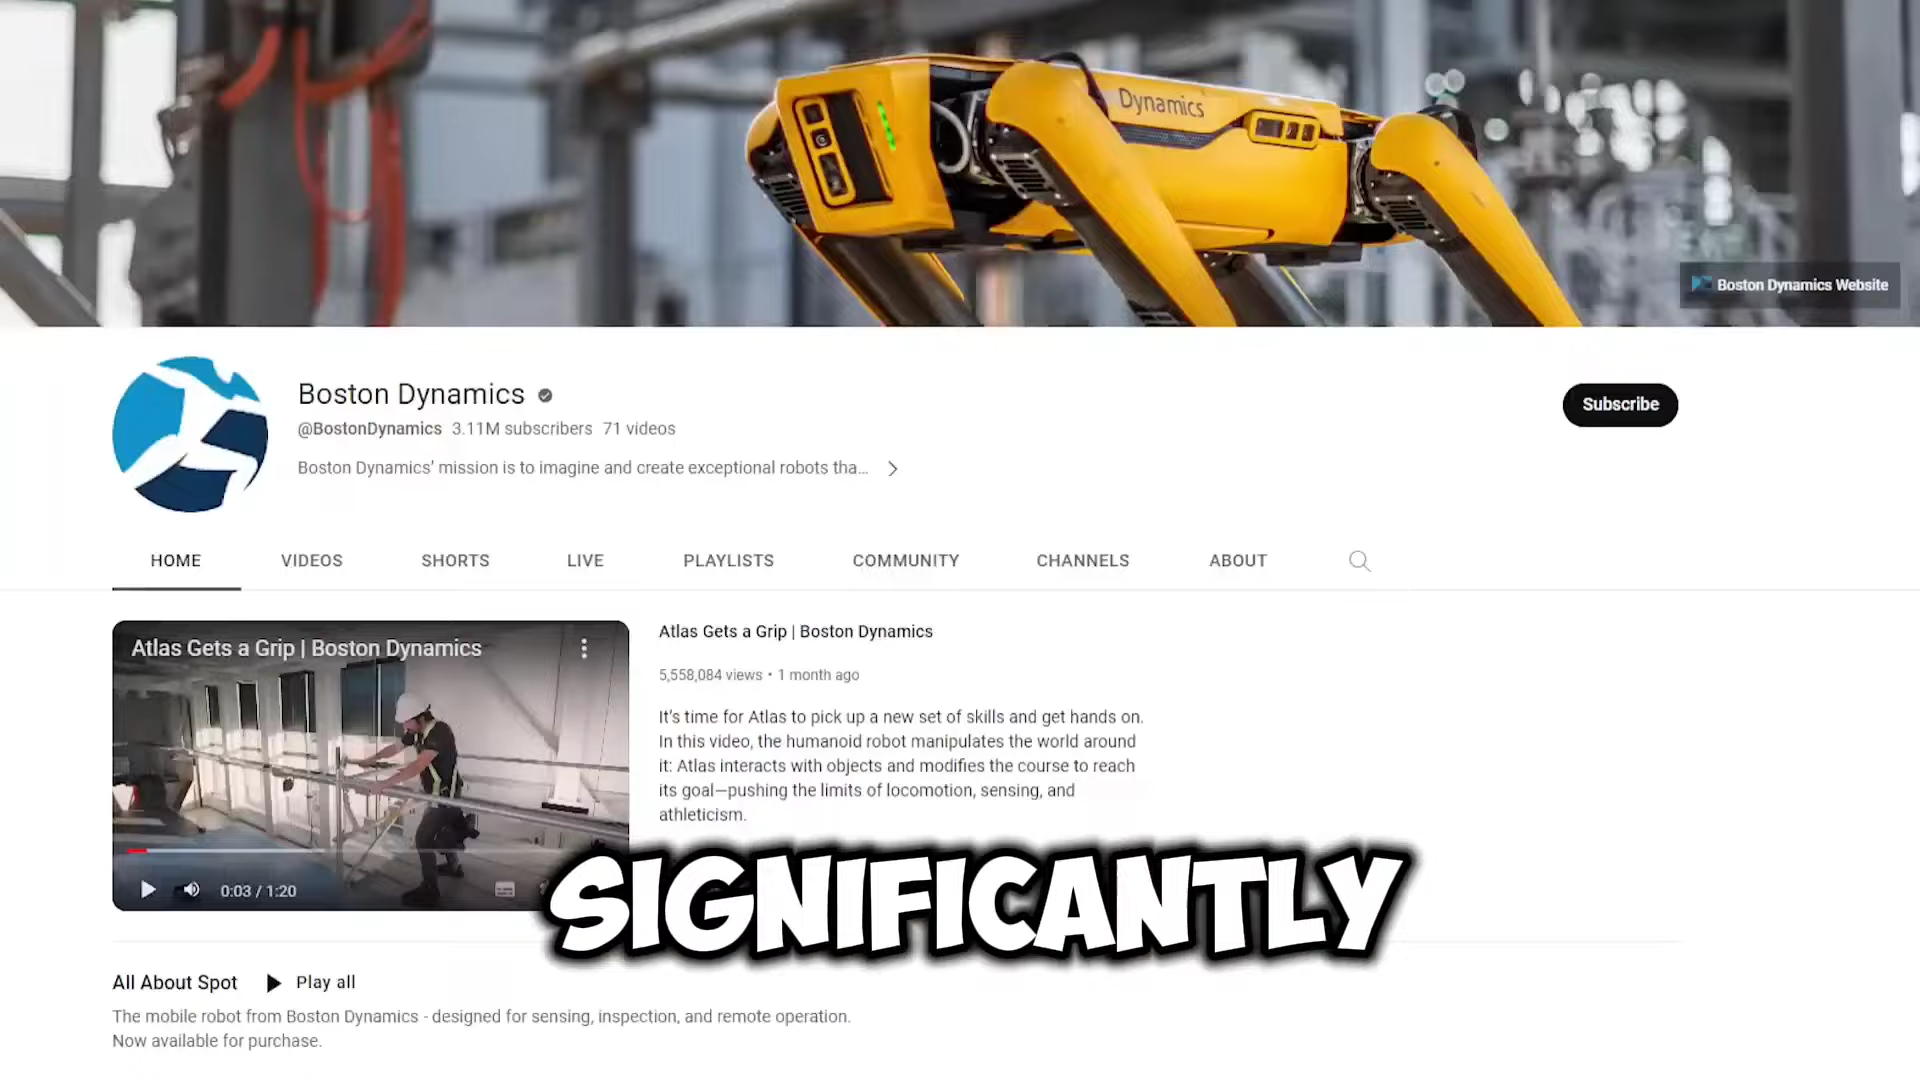 Dynamics
Boston Dynamics Website
Boston Dynamics
@BostonDynamics 3.11M subscribers 71 videos
Subscribe
Boston Dynamics' mission is to imagine and create exceptional robots tha...
HOME VIDEOS SHORTS LIVE PLAYLISTS COMMUNITY CHANNELS ABOUT
Atlas Gets a Grip | Boston Dynamics
0:03 / 1:20
Atlas Gets a Grip | Boston Dynamics
5,558,084 views • 1 month ago
It's time for Atlas to pick up a new set of skills and get hands on.
In this video, the humanoid robot manipulates the world around
it: Atlas interacts with objects and modifies the course to reach
its goal—pushing the limits of locomotion, sensing, and
athleticism.
SIGNIFICANTLY
All About Spot Play all
The mobile robot from Boston Dynamics - designed for sensing, inspection, and remote operation.
Now available for purchase.